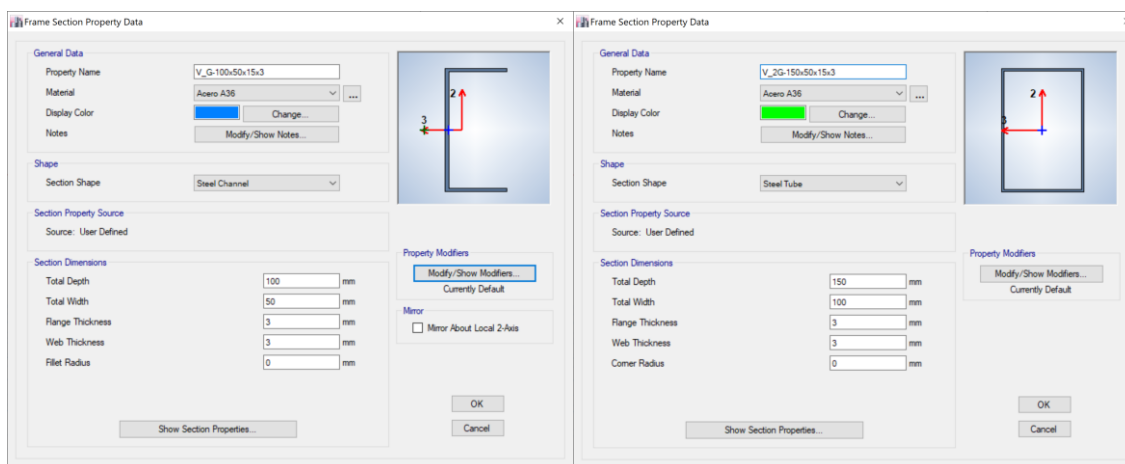 Frame Section Property Data
General Data
Property Name V_G-100x50x15x3
Material Acero A36 ...
Display Color Change...
Notes Modify/Show Notes...
2
3
Shape
Section Shape Steel Channel
Section Property Source
Source: User Defined
Section Dimensions
Total Depth 100 mm
Total Width 50 mm
Flange Thickness 3 mm
Web Thickness 3 mm
Fillet Radius 0 mm
Show Section Properties...
Property Modifiers
Modify/Show Modifiers...
Currently Default
Mirror
Mirror About Local 2-Axis
OK
Cancel
Frame Section Property Data
General Data
Property Name V_2G-150x50x15x3
Material Acero A36 ...
Display Color Change...
Notes Modify/Show Notes...
2
3
Shape
Section Shape Steel Tube
Section Property Source
Source: User Defined
Section Dimensions
Total Depth 150 mm
Total Width 100 mm
Flange Thickness 3 mm
Web Thickness 3 mm
Corner Radius 0 mm
Show Section Properties...
Property Modifiers
Modify/Show Modifiers...
Currently Default
OK
Cancel